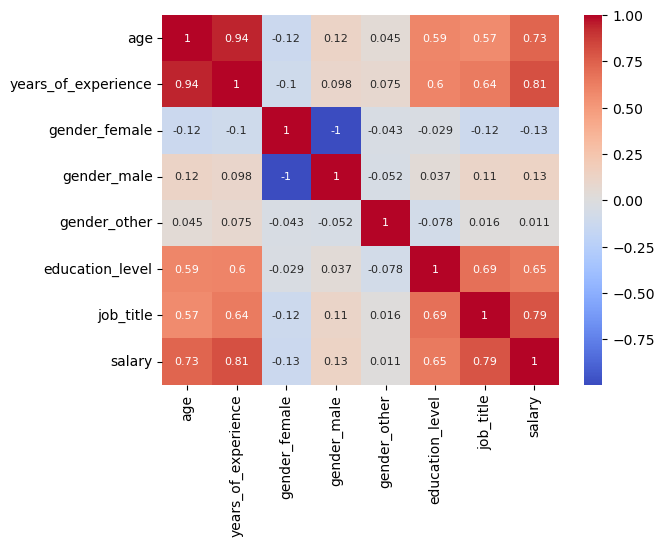 age 1 0.94 -0.12 0.12 0.045 0.59 0.57 0.73
years_of_experience 0.94 1 -0.1 0.098 0.075 0.6 0.64 0.81
gender_female -0.12 -0.1 1 -1 -0.043 -0.029 -0.12 -0.13
gender_male 0.12 0.098 -1 1 -0.052 0.037 0.11 0.13
gender_other 0.045 0.075 -0.043 -0.052 1 -0.078 0.016 0.011
education_level 0.59 0.6 -0.029 0.037 -0.078 1 0.69 0.65
job_title 0.57 0.64 -0.12 0.11 0.016 0.69 1 0.79
salary 0.73 0.81 -0.13 0.13 0.011 0.65 0.79 1
age
years_of_experience
gender_female
gender_male
gender_other
education_level
job_title
salary
1.00
0.75
0.50
0.25
0.00
−0.25
−0.50
−0.75